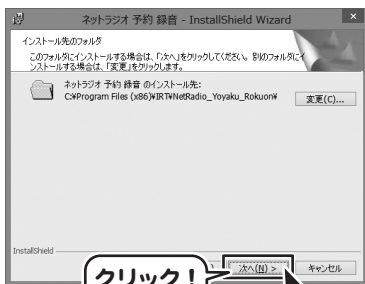 ネットラジオ 予約 録音 - InstallShield Wizard
インストール先のフォルダ
このフォルダにインストールする場合は、「次へ」をクリックしてください。別のフォルダにイ
ンストールする場合は、「変更」をクリックします。
ネットラジオ 予約 録音 のインストール先:
C:¥Program Files (x86)¥IRT¥NetRadio_Yoyaku_Rokuon¥
変更(C)...
InstallShield
クリック!
次へ(N) >
キャンセル